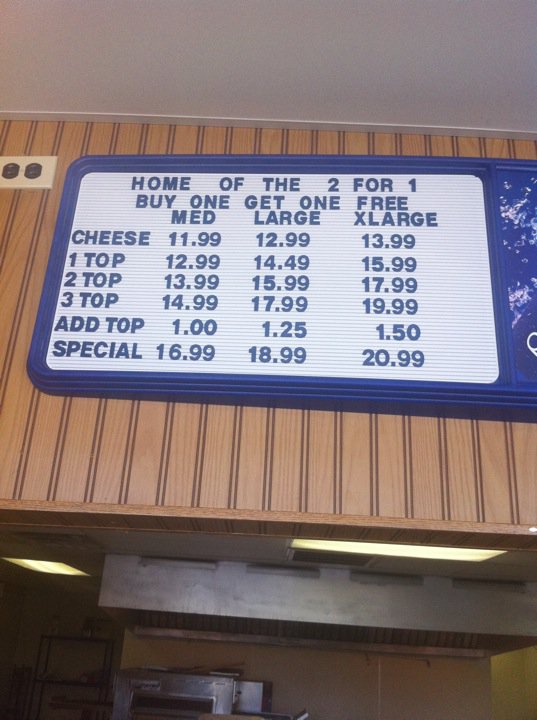 HOME OF THE 2 FOR 1
BUY ONE GET ONE FREE
MED LARGE XLARGE
CHEESE 11.99 12.99 13.99
1 TOP 12.99 14.49 15.99
2 TOP 13.99 15.99 17.99
3 TOP 14.99 17.99 19.99
ADD TOP 1.00 1.25 1.50
SPECIAL 16.99 18.99 20.99